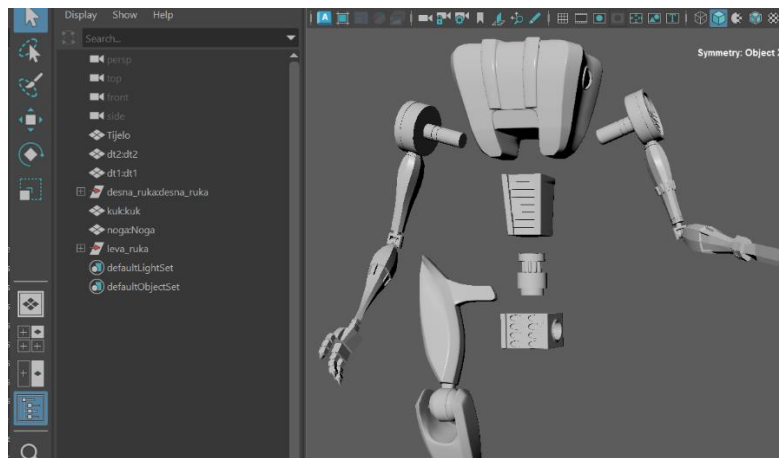 Display Show Help
Search...
persp
top
front
side
Tijelo
dt2:dt2
dt1:dt1
desna_ruka:desna_ruka
kuk:kuk
noga:Noga
leva_ruka
defaultLightSet
defaultObjectSet
Symmetry: Object X